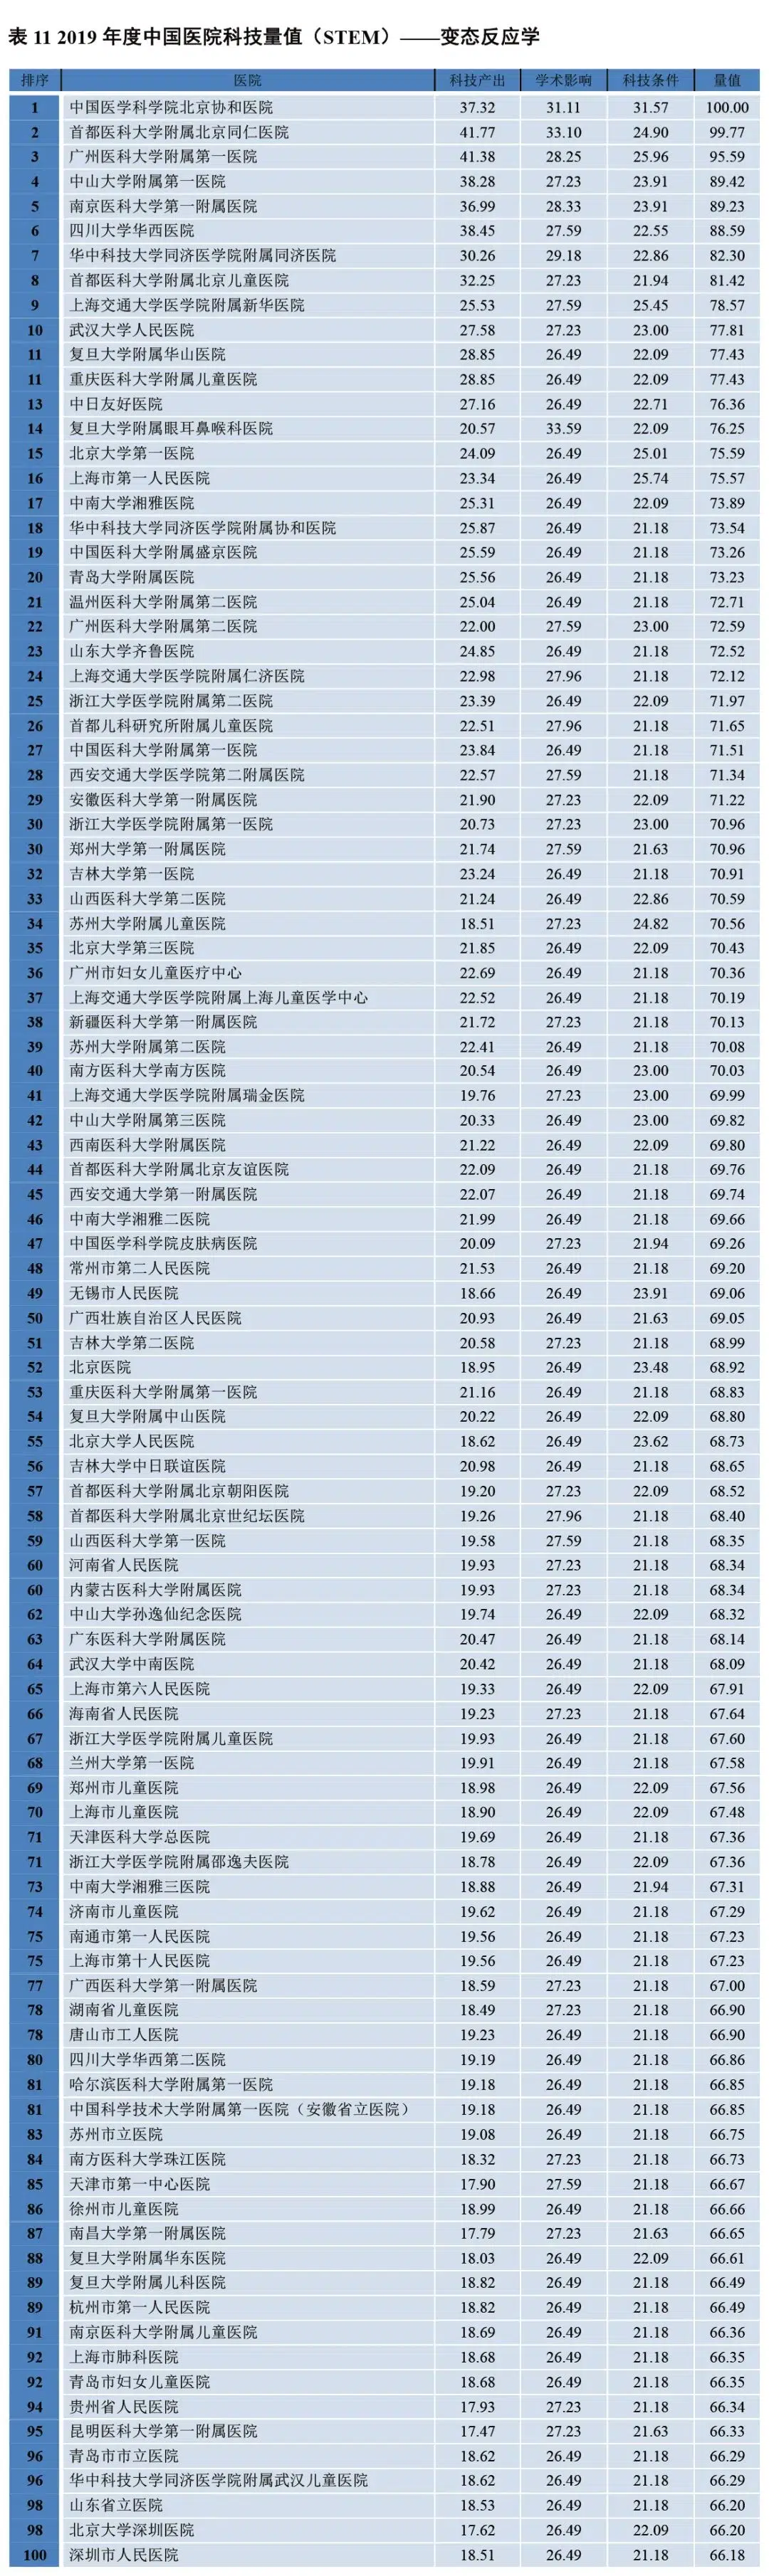 表 11 2019 年度中国医院科技量值（STEM）——变态反应学
排序 医院 科技产出 学术影响 科技条件 量值
1 中国医学科学院北京协和医院 37.32 31.11 31.57 100.00
2 首都医科大学附属北京同仁医院 41.77 33.10 24.90 99.77
3 广州医科大学附属第一医院 41.38 28.25 25.96 95.59
4 中山大学附属第一医院 38.28 27.23 23.91 89.42
5 南京医科大学第一附属医院 36.99 28.33 23.91 89.23
6 四川大学华西医院 38.45 27.59 22.55 88.59
7 华中科技大学同济医学院附属同济医院 30.26 29.18 22.86 82.30
8 首都医科大学附属北京儿童医院 32.25 27.23 21.94 81.42
9 上海交通大学医学院附属新华医院 25.53 27.59 25.45 78.57
10 武汉大学人民医院 27.58 27.23 23.00 77.81
11 复旦大学附属华山医院 28.85 26.49 22.09 77.43
11 重庆医科大学附属儿童医院 28.85 26.49 22.09 77.43
13 中日友好医院 27.16 26.49 22.71 76.36
14 复旦大学附属眼耳鼻喉科医院 20.57 33.59 22.09 76.25
15 北京大学第一医院 24.09 26.49 25.01 75.59
16 上海市第一人民医院 23.34 26.49 25.74 75.57
17 中南大学湘雅医院 25.31 26.49 22.09 73.89
18 华中科技大学同济医学院附属协和医院 25.87 26.49 21.18 73.54
19 中国医科大学附属盛京医院 25.59 26.49 21.18 73.26
20 青岛大学附属医院 25.56 26.49 21.18 73.23
21 温州医科大学附属第二医院 25.04 26.49 21.18 72.71
22 广州医科大学附属第二医院 22.00 27.59 23.00 72.59
23 山东大学齐鲁医院 24.85 26.49 21.18 72.52
24 上海交通大学医学院附属仁济医院 22.98 27.96 21.18 72.12
25 浙江大学医学院附属第二医院 23.39 26.49 22.09 71.97
26 首都儿科研究所附属儿童医院 22.51 27.96 21.18 71.65
27 中国医科大学附属第一医院 23.84 26.49 21.18 71.51
28 西安交通大学医学院第二附属医院 22.57 27.59 21.18 71.34
29 安徽医科大学第一附属医院 21.90 27.23 22.09 71.22
30 浙江大学医学院附属第一医院 20.73 27.23 23.00 70.96
30 郑州大学第一附属医院 21.74 27.59 21.63 70.96
32 吉林大学第一医院 23.24 26.49 21.18 70.91
33 山西医科大学第二医院 21.24 26.49 22.86 70.59
34 苏州大学附属儿童医院 18.51 27.23 24.82 70.56
35 北京大学第三医院 21.85 26.49 22.09 70.43
36 广州市妇女儿童医疗中心 22.69 26.49 21.18 70.36
37 上海交通大学医学院附属上海儿童医学中心 22.52 26.49 21.18 70.19
38 新疆医科大学第一附属医院 21.72 27.23 21.18 70.13
39 苏州大学附属第二医院 22.41 26.49 21.18 70.08
40 南方医科大学南方医院 20.54 26.49 23.00 70.03
41 上海交通大学医学院附属瑞金医院 19.76 27.23 23.00 69.99
42 中山大学附属第三医院 20.33 26.49 23.00 69.82
43 西南医科大学附属医院 21.22 26.49 22.09 69.80
44 首都医科大学附属北京友谊医院 22.09 26.49 21.18 69.76
45 西安交通大学第一附属医院 22.07 26.49 21.18 69.74
46 中南大学湘雅二医院 21.99 26.49 21.18 69.66
47 中国医学科学院皮肤病医院 20.09 27.23 21.94 69.26
48 常州市第二人民医院 21.53 26.49 21.18 69.20
49 无锡市人民医院 18.66 26.49 23.91 69.06
50 广西壮族自治区人民医院 20.93 26.49 21.63 69.05
51 吉林大学第二医院 20.58 27.23 21.18 68.99
52 北京医院 18.95 26.49 23.48 68.92
53 重庆医科大学附属第一医院 21.16 26.49 21.18 68.83
54 复旦大学附属中山医院 20.22 26.49 22.09 68.80
55 北京大学人民医院 18.62 26.49 23.62 68.73
56 吉林大学中日联谊医院 20.98 26.49 21.18 68.65
57 首都医科大学附属北京朝阳医院 19.20 27.23 22.09 68.52
58 首都医科大学附属北京世纪坛医院 19.26 27.96 21.18 68.40
59 山西医科大学第一医院 19.58 27.59 21.18 68.35
60 河南省人民医院 19.93 27.23 21.18 68.34
60 内蒙古医科大学附属医院 19.93 27.23 21.18 68.34
62 中山大学孙逸仙纪念医院 19.74 26.49 22.09 68.32
63 广东医科大学附属医院 20.47 26.49 21.18 68.14
64 武汉大学中南医院 20.42 26.49 21.18 68.09
65 上海市第六人民医院 19.33 26.49 22.09 67.91
66 海南省人民医院 19.23 27.23 21.18 67.64
67 浙江大学医学院附属儿童医院 19.93 26.49 21.18 67.60
68 兰州大学第一医院 19.91 26.49 21.18 67.58
69 郑州市儿童医院 18.98 26.49 22.09 67.56
70 上海市儿童医院 18.90 26.49 22.09 67.48
71 天津医科大学总医院 19.69 26.49 21.18 67.36
71 浙江大学医学院附属邵逸夫医院 18.78 26.49 22.09 67.36
73 中南大学湘雅三医院 18.88 26.49 21.94 67.31
74 济南市儿童医院 19.62 26.49 21.18 67.29
75 南通市第一人民医院 19.56 26.49 21.18 67.23
75 上海市第十人民医院 19.56 26.49 21.18 67.23
77 广西医科大学第一附属医院 18.59 27.23 21.18 67.00
78 湖南省儿童医院 18.49 27.23 21.18 66.90
78 唐山市工人医院 19.23 26.49 21.18 66.90
80 四川大学华西第二医院 19.19 26.49 21.18 66.86
81 哈尔滨医科大学附属第一医院 19.18 26.49 21.18 66.85
81 中国科学技术大学附属第一医院（安徽省立医院） 19.18 26.49 21.18 66.85
83 苏州市立医院 19.08 26.49 21.18 66.75
84 南方医科大学珠江医院 18.32 27.23 21.18 66.73
85 天津市第一中心医院 17.90 27.59 21.18 66.67
86 徐州市儿童医院 18.99 26.49 21.18 66.66
87 南昌大学第一附属医院 17.79 27.23 21.63 66.65
88 复旦大学附属华东医院 18.03 26.49 22.09 66.61
89 复旦大学附属儿科医院 18.82 26.49 21.18 66.49
89 杭州市第一人民医院 18.82 26.49 21.18 66.49
91 南京医科大学附属儿童医院 18.69 26.49 21.18 66.36
92 上海市肺科医院 18.68 26.49 21.18 66.35
92 青岛市妇女儿童医院 18.68 26.49 21.18 66.35
94 贵州省人民医院 17.93 27.23 21.18 66.34
95 昆明医科大学第一附属医院 17.47 27.23 21.63 66.33
96 青岛市市立医院 18.62 26.49 21.18 66.29
96 华中科技大学同济医学院附属武汉儿童医院 18.62 26.49 21.18 66.29
98 山东省立医院 18.53 26.49 21.18 66.20
98 北京大学深圳医院 17.62 26.49 22.09 66.20
100 深圳市人民医院 18.51 26.49 21.18 66.18